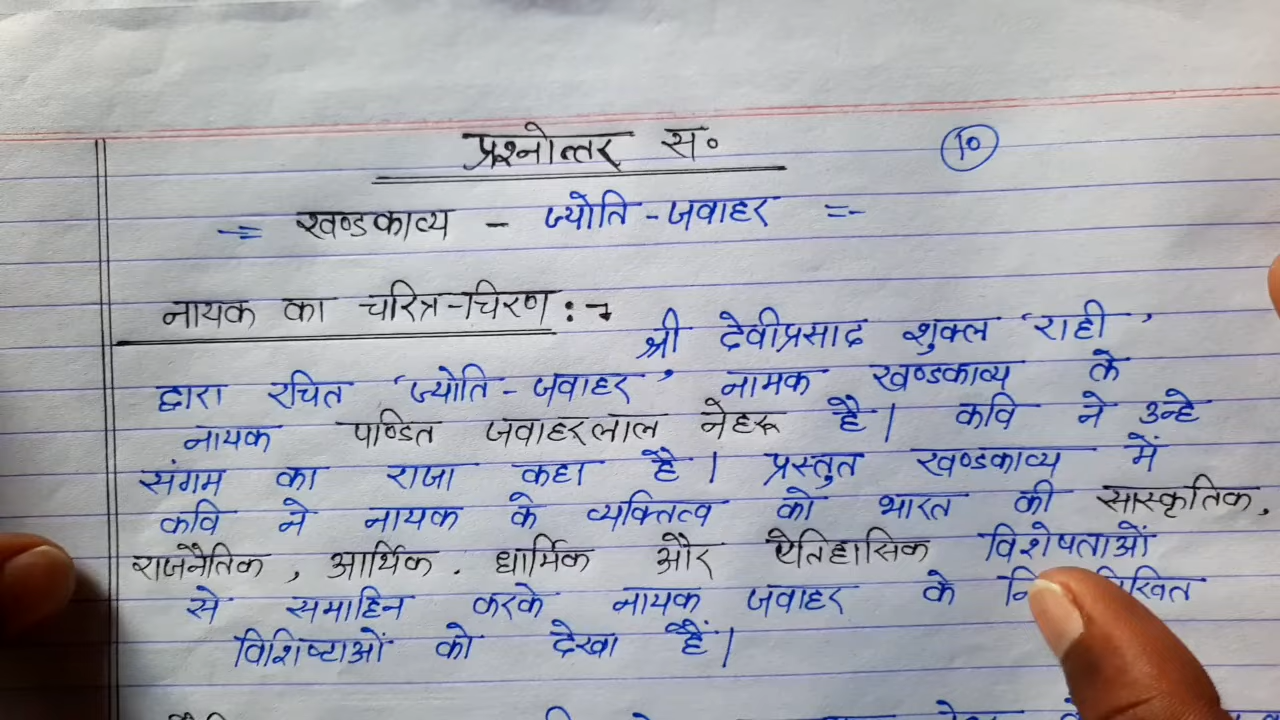 प्रश्नोत्तर स॰ १०
खण्डकाव्य - ज्योति-जवाहर
नायक का चरित्र-चिरण :-
श्री देवीप्रसाद शुक्ल 'राही'
द्वारा रचित 'ज्योति-जवाहर' नामक खण्डकाव्य के
नायक पण्डित जवाहरलाल नेहरू है। कवि ने उन्हे
संगम का राजा कहा है। प्रस्तुत खण्डकाव्य में
कवि ने नायक के व्यक्तित्व को भारत की सास्कृतिक,
राजनैतिक, आर्थिक, धार्मिक और ऐतिहासिक विशेषताओं
से समाहिन करके नायक जवाहर के
विशिष्टाओं को देखा हैं।